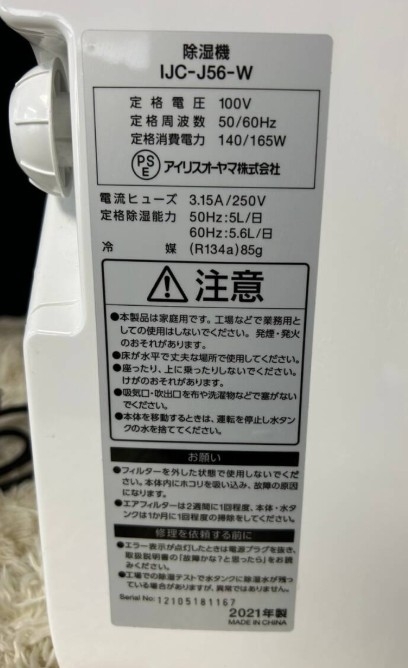 除湿機
IJC-J56-W
定格電圧 100V
定格周波数 50/60Hz
定格消費電力 140/165W
PSE アイリスオーヤマ株式会社
電流ヒューズ 3.15A/250V
定格除湿能力 50Hz:5L/日
60Hz:5.6L/日
冷媒 (R134a)85g
注意
●本製品は家庭用です。工場などで業務用と
しての使用はしないでください。発煙・発火
のおそれがあります。
●床が水平で丈夫な場所で使用してください。
●座ったり、上に乗ったりしないでください。
けがのおそれがあります。
●吸気口・吹出口を布や洗濯物などで塞がない
でください。
●本体を移動するときは、運転を停止し水タン
クの水を捨ててください。
お願い
●フィルターを外した状態で使用しないでくだ
さい。本体内にホコリを吸い込み、故障の原因
になります。
●エアフィルターは2週間に1回程度、本体・水タ
ンクは1か月に1回程度の掃除をしてください。
修理を依頼する前に
●エラー表示が点灯したときは電源プラグを抜き、
取扱説明書の「故障かな?と思ったら」をお読
みください。
●工場での除湿テストで水タンクに除湿水が残っ
ている場合がありますが、異常ではありません。
Serial No:12105181167
2021年製
MADE IN CHINA